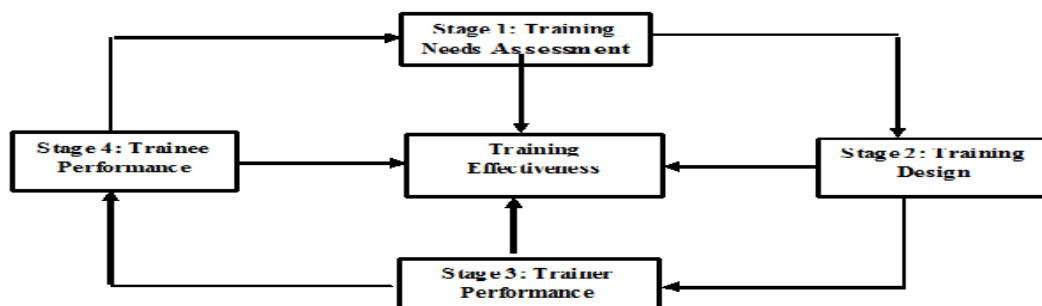 Stage 1: Training
Needs Assessment
Stage 4: Trainee
Performance
Training
Effectiveness
Stage 2: Training
Design
Stage 3: Trainer
Performance